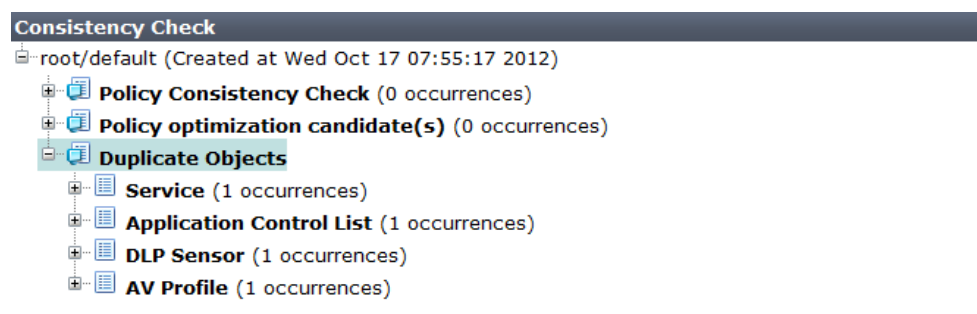 Consistency Check
root/default (Created at Wed Oct 17 07:55:17 2012)
Policy Consistency Check (0 occurrences)
Policy optimization candidate(s) (0 occurrences)
Duplicate Objects
Service (1 occurrences)
Application Control List (1 occurrences)
DLP Sensor (1 occurrences)
AV Profile (1 occurrences)